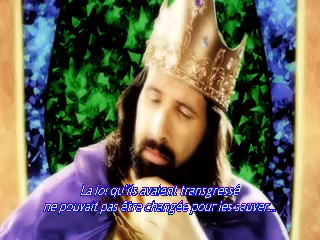 La loi qu'ils avaient transgressé
ne pouvait pas être changée pour les sauver...